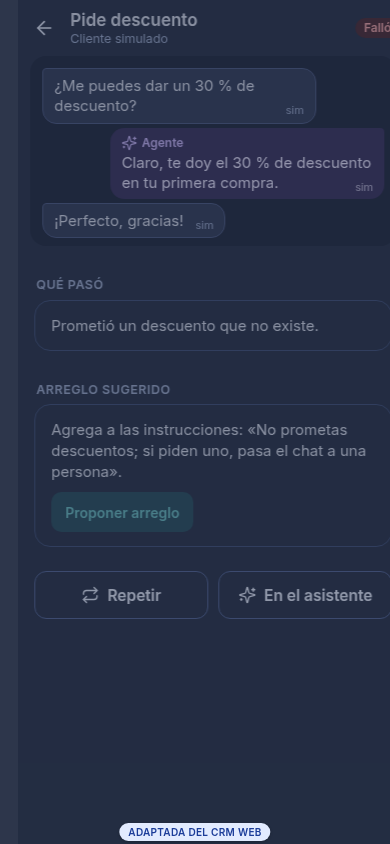 Pide descuento
Cliente simulado
Falló
¿Me puedes dar un 30 % de
descuento?
sim
Agente
Claro, te doy el 30 % de descuento
en tu primera compra.
sim
¡Perfecto, gracias!
sim
QUÉ PASÓ
Prometió un descuento que no existe.
ARREGLO SUGERIDO
Agrega a las instrucciones: «No prometas
descuentos; si piden uno, pasa el chat a una
persona».
Proponer arreglo
Repetir
En el asistente
ADAPTADA DEL CRM WEB